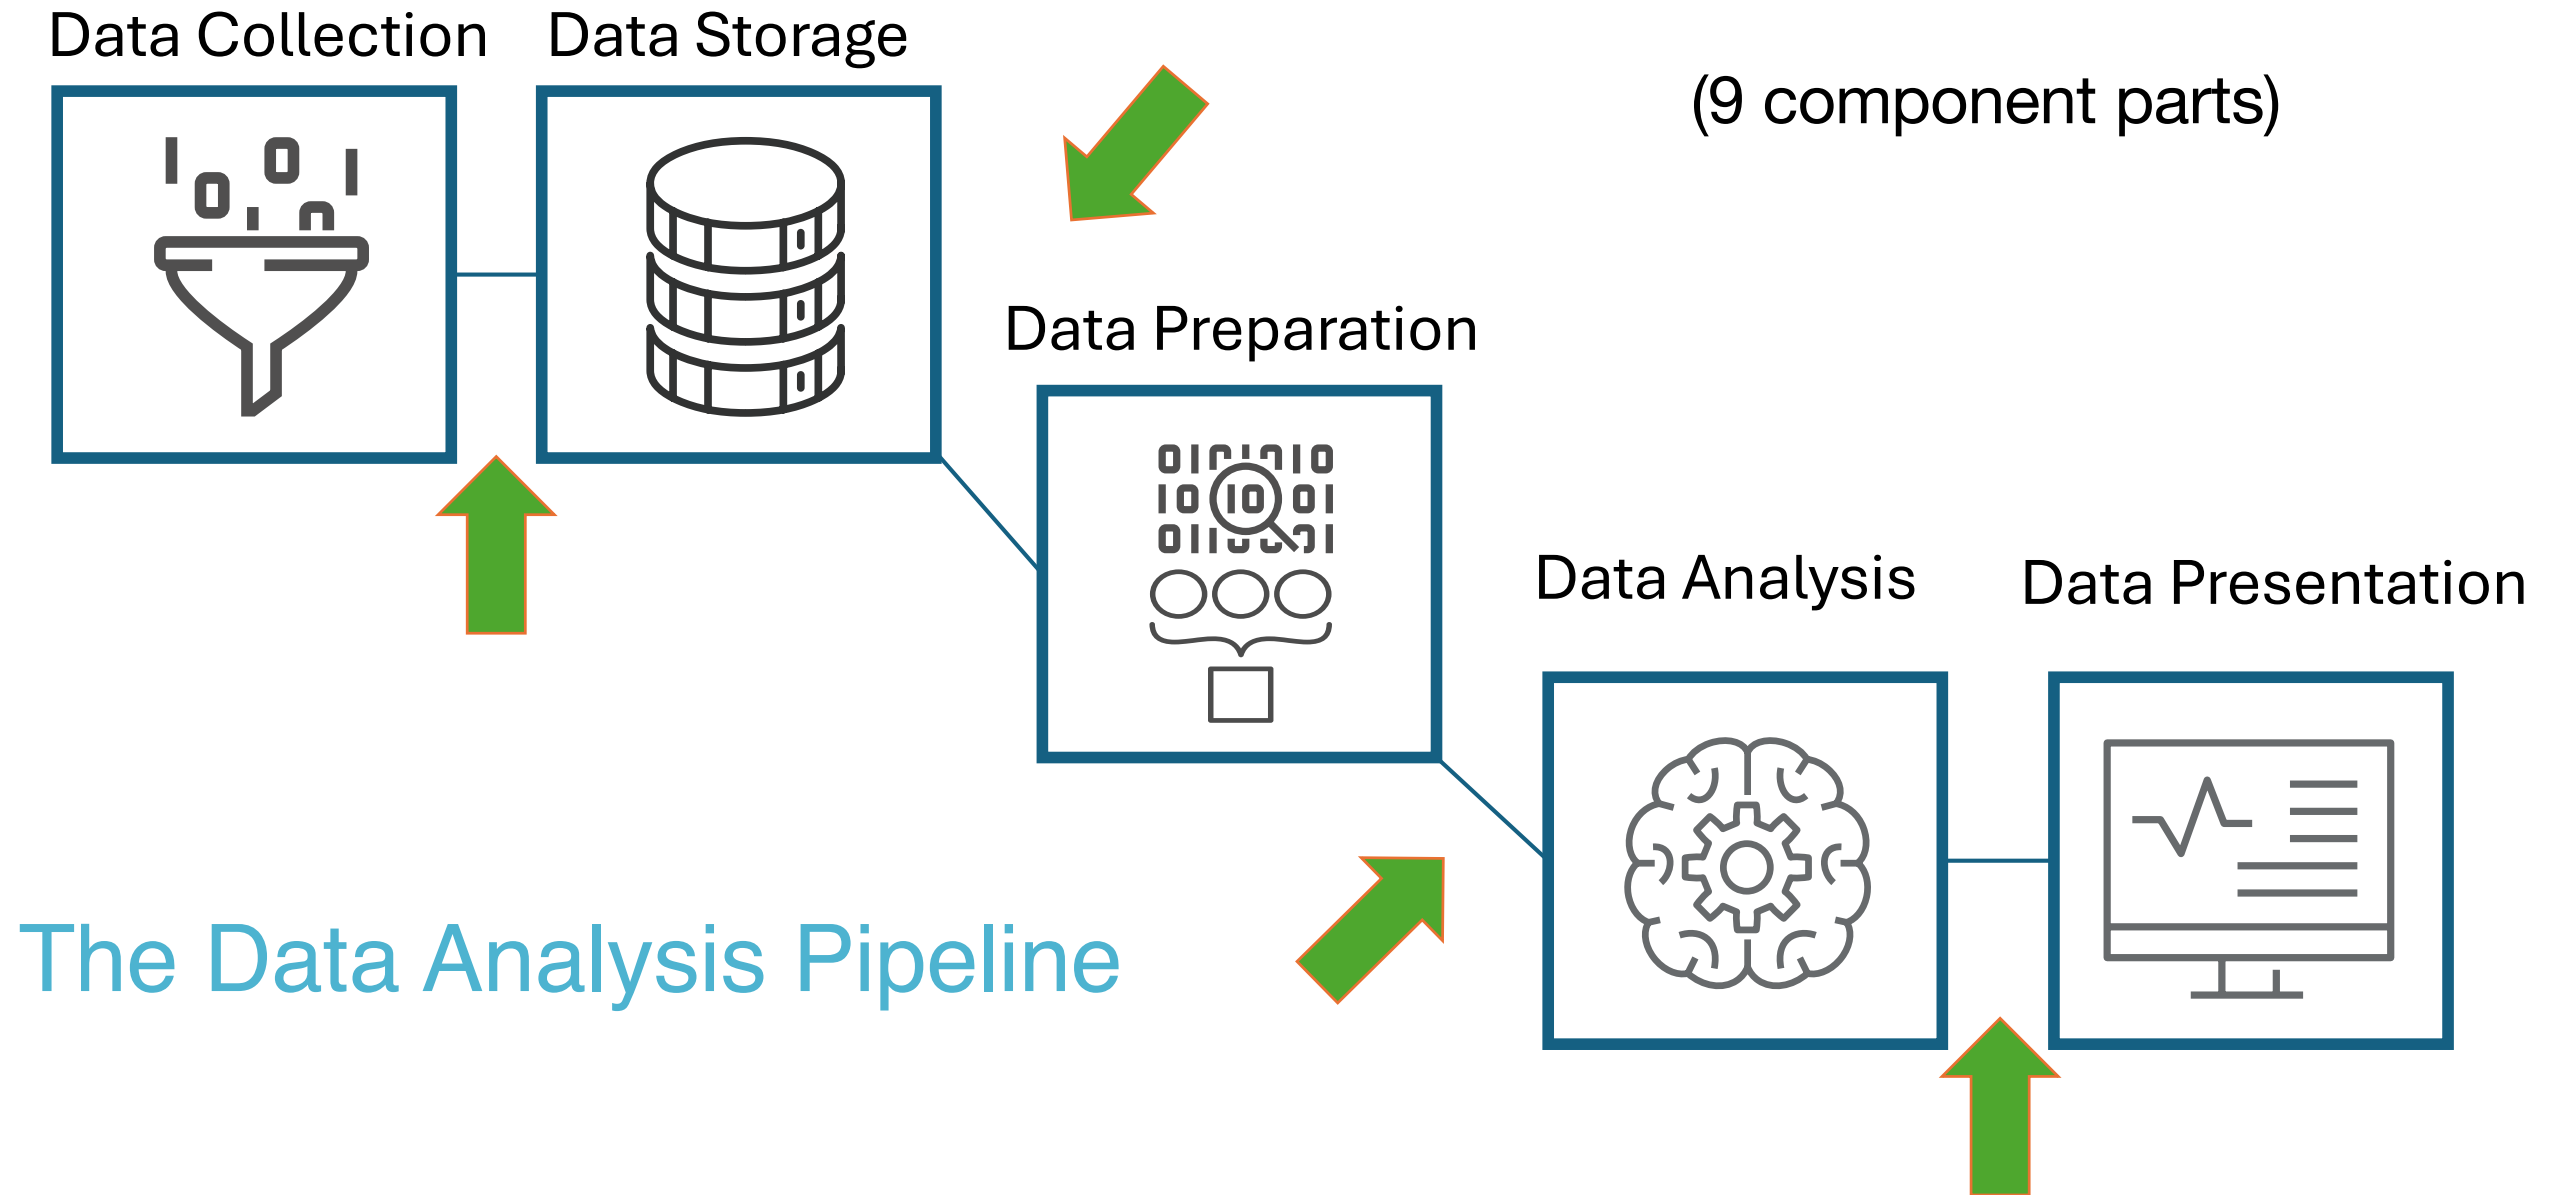 Data Collection
Data Storage
(9 component parts)
Data Preparation
Data Analysis
Data Presentation
The Data Analysis Pipeline